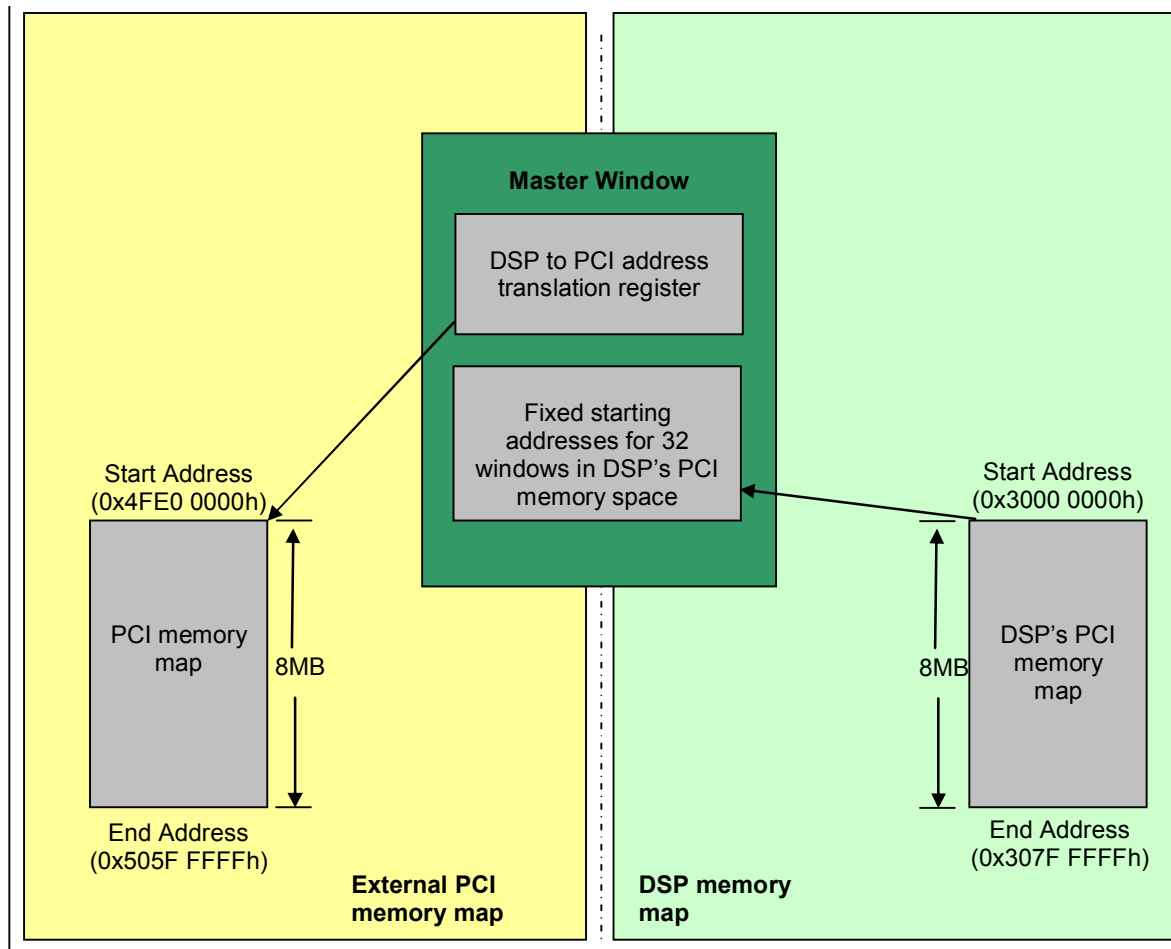 Master Window
DSP to PCI address
translation register
Fixed starting
addresses for 32
windows in DSP's PCI
memory space
Start Address
(0x4FE0 0000h)
PCI memory
map
8MB
End Address
(0x505F FFFFh)
External PCI
memory map
Start Address
(0x3000 0000h)
8MB
DSP's PCI
memory
map
End Address
(0x307F FFFFh)
DSP memory
map